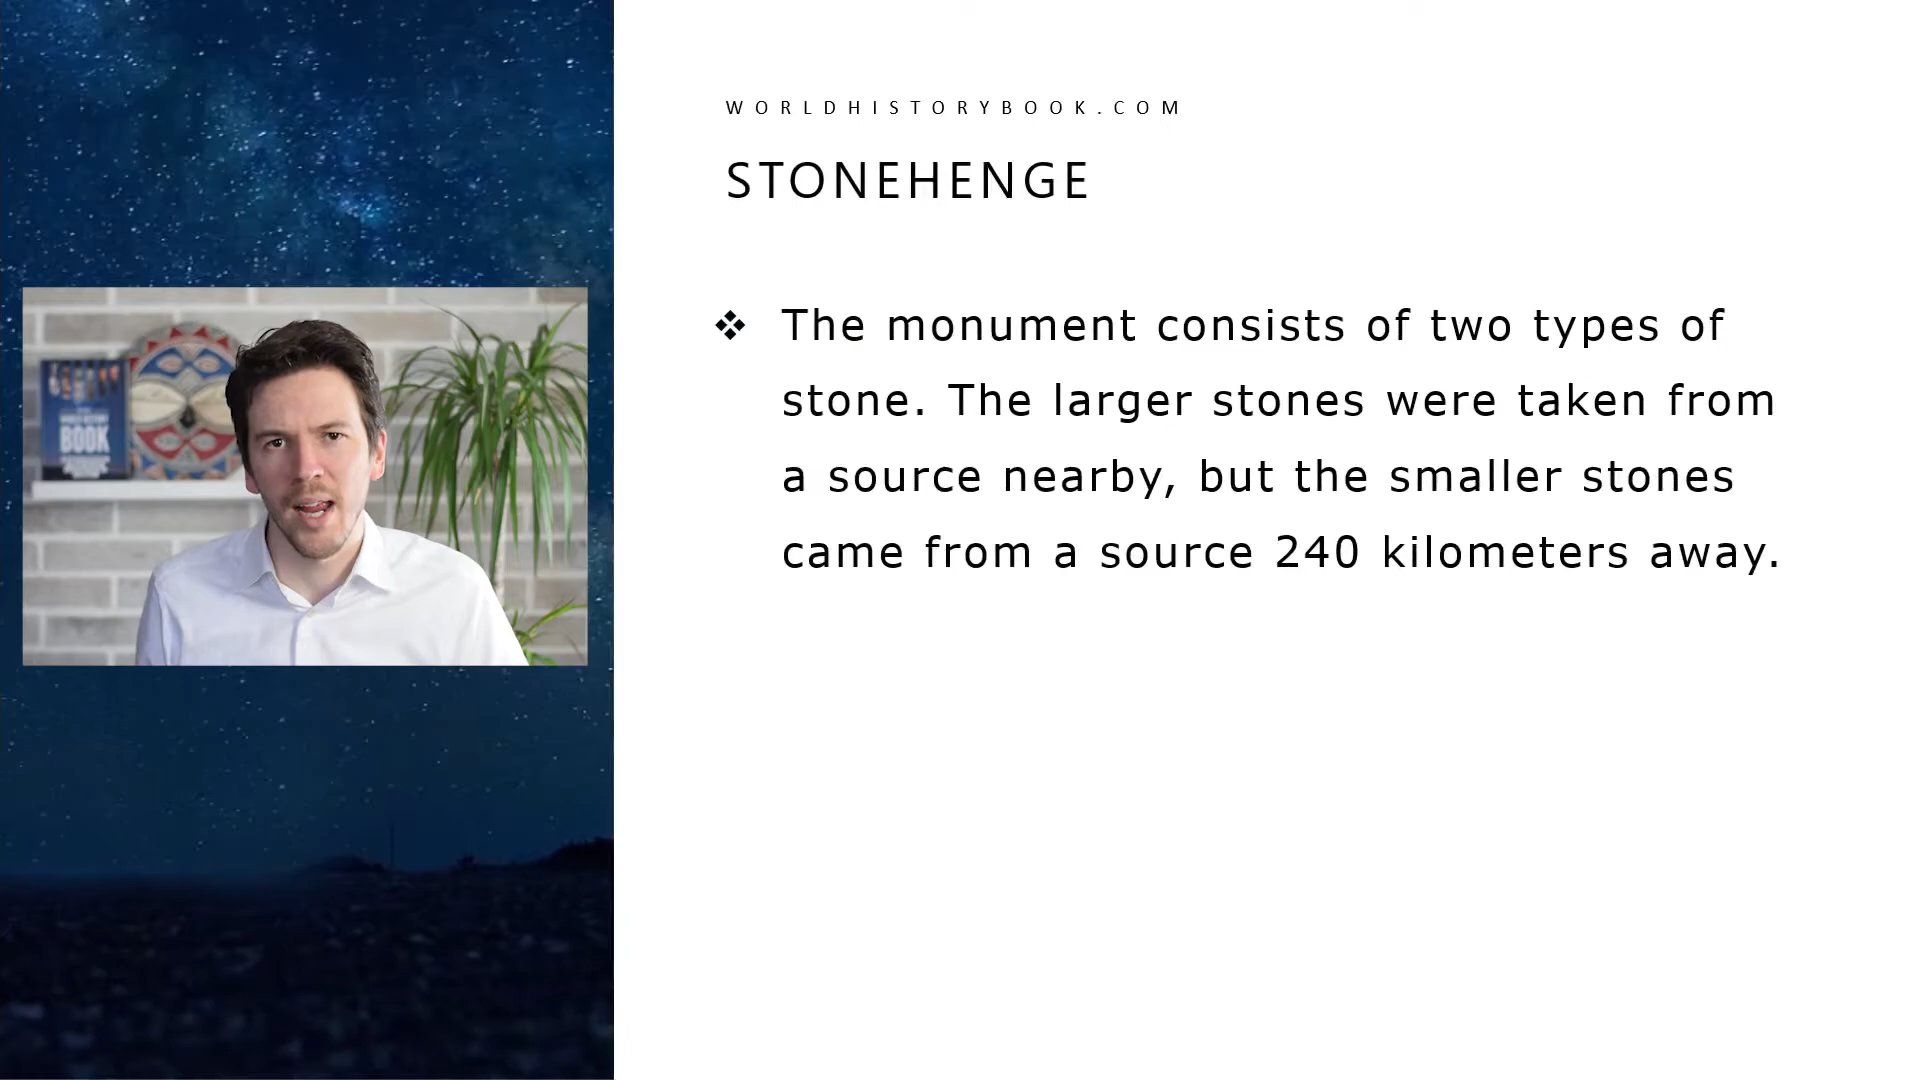 WORLDHISTORYBOOK.COM
STONEHENGE
❖ The monument consists of two types of
stone. The larger stones were taken from
a source nearby, but the smaller stones
came from a source 240 kilometers away.
BOOK